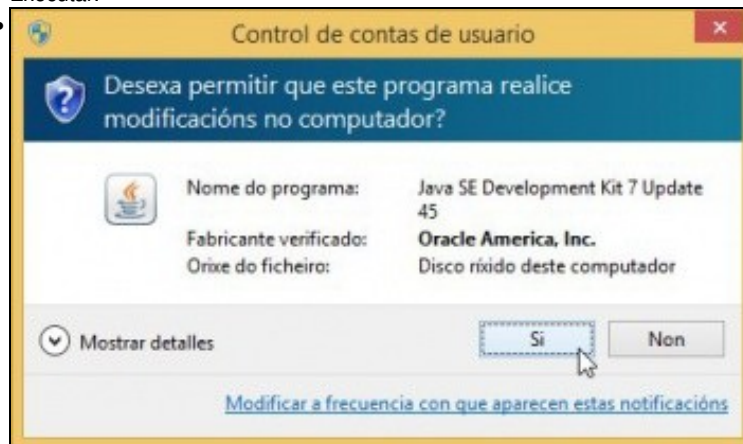 Control de contas de usuario
Desexa permitir que este programa realice
modificacións no computador?
Nome do programa: Java SE Development Kit 7 Update
45
Fabricante verificado: Oracle America, Inc.
Orixe do ficheiro: Disco ríxido deste computador
Mostrar detalles
Si Non
Modificar a frecuencia con que aparecen estas notificacións